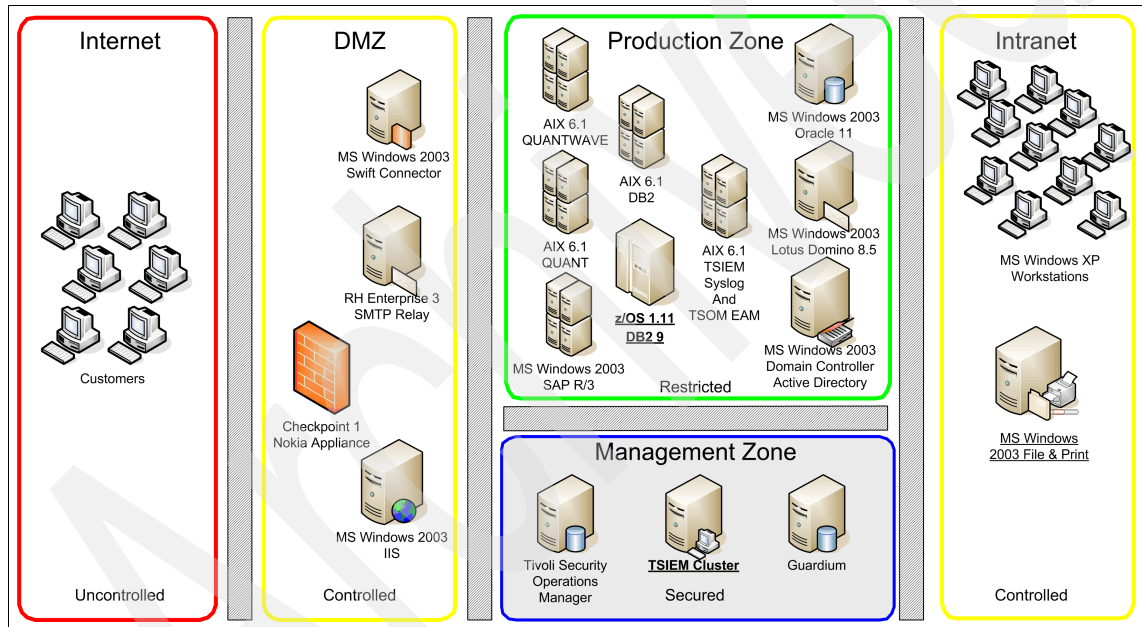 Internet
Customers
Uncontrolled
DMZ
MS Windows 2003
Swift Connector
RH Enterprise 3
SMTP Relay
Checkpoint 1
Nokia Appliance
MS Windows 2003
IIS
Controlled
Production Zone
AIX 6.1
QUANTWAVE
AIX 6.1
DB2
MS Windows 2003
Oracle 11
AIX 6.1
QUANT
AIX 6.1
TSIEM
Syslog
And
TSOM EAM
MS Windows 2003
Lotus Domino 8.5
z/OS 1.11
DB2 9
MS Windows 2003
SAP R/3
MS Windows 2003
Domain Controller
Active Directory
Restricted
Management Zone
Tivoli Security
Operations
Manager
TSIEM Cluster
Guardium
Secured
Intranet
MS Windows XP
Workstations
MS Windows
2003 File & Print
Controlled